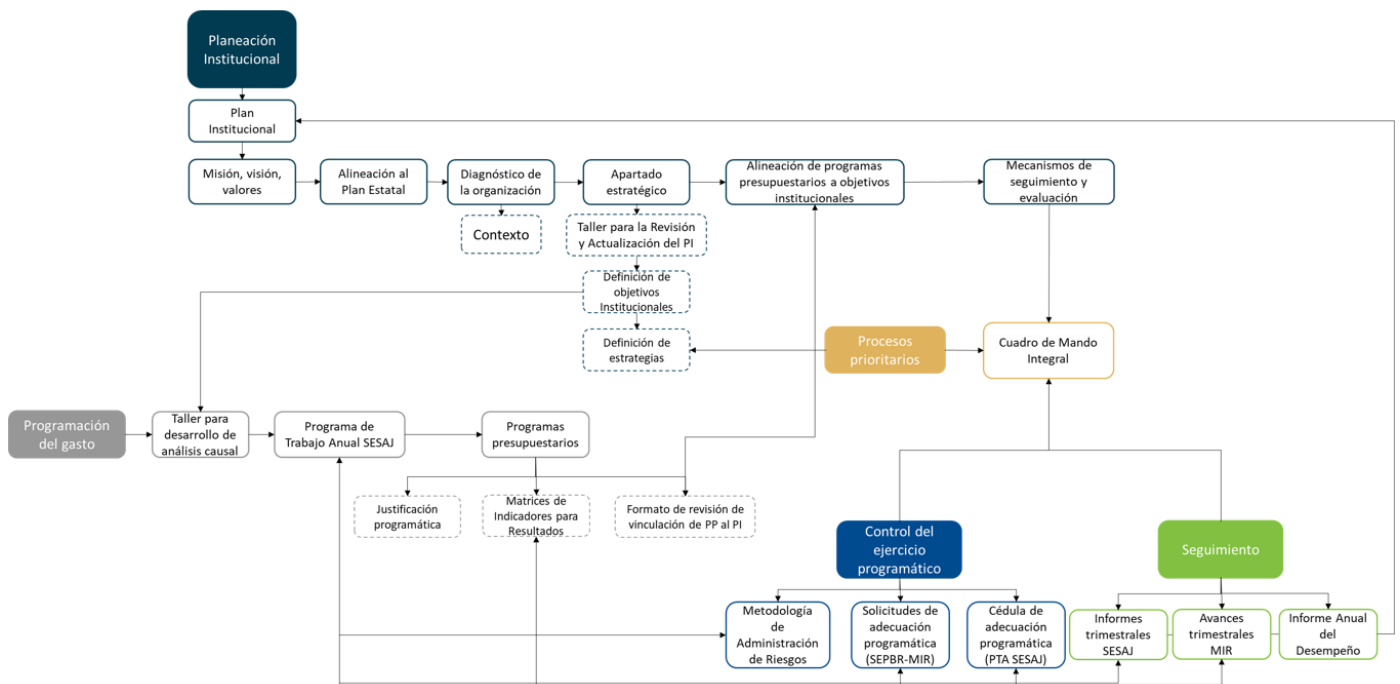 Planeación
Institucional
Plan
Institucional
Misión, visión,
valores
Alineación al
Plan Estatal
Diagnóstico de
la organización
Apartado
estratégico
Alineación de programas
presupuestarios a objetivos
institucionales
Mecanismos de
seguimiento y
evaluación
Contexto
Taller para la Revisión
y Actualización del PI
Definición de
objetivos
Institucionales
Definición de
estrategias
Procesos
prioritarios
Cuadro de Mando
Integral
Programación
del gasto
Taller para
desarrollo de
análisis causal
Programa de
Trabajo Anual SESAJ
Programas
presupuestarios
Justificación
programática
Matrices de
Indicadores para
Resultados
Formato de revisión de
vinculación de PP al PI
Control del
ejercicio
programático
Seguimiento
Metodología
de
Administración
de Riesgos
Solicitudes de
adecuación
programática
(SEPBR-MIR)
Cédula de
adecuación
programática
(PTA SESAJ)
Informes
trimestrales
SESAJ
Avances
trimestrales
MIR
Informe Anual
del
Desempeño